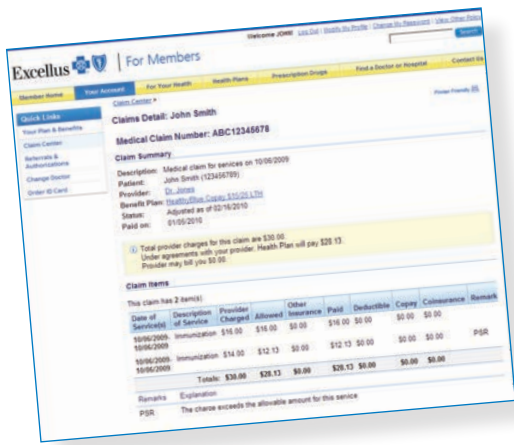 Welcome JOHN! Log Out | Modify My Profile | Change My Password | View Other Policy
Search
Excellus For Members
Member Home Your Account For Your Health Health Plans Prescription Drugs Find a Doctor or Hospital Contact Us
Quick Links
Your Plan & Benefits
Claim Center
Referrals & Authorizations
Change Doctor
Order ID Card
Claim Center >
Printer Friendly
Claims Detail: John Smith
Medical Claim Number: ABC12345678
Claim Summary
Description: Medical claim for services on 10/06/2009
Patient: John Smith (123456789)
Provider: Dr. Jones
Benefit Plan: HealthyBlue Copay $15/20 LTH
Status: Adjusted as of 02/16/2010
Paid on: 01/05/2010
Total provider charges for this claim are $30.00.
Under agreements with your provider, Health Plan will pay $28.13.
Provider may bill you $0.00.
Claim Items
This claim has 2 item(s)
Date of Service(s) Description of Service Provider Charged Allowed Other Insurance Paid Deductible Copay Coinsurance Remark
10/06/2009-10/06/2009 Immunization $16.00 $16.00 $0.00 $16.00 $0.00 $0.00 $0.00
10/06/2009-10/06/2009 Immunization $14.00 $12.13 $0.00 $12.13 $0.00 $0.00 $0.00 PSR
Totals: $30.00 $28.13 $0.00 $28.13 $0.00 $0.00 $0.00
Remarks Explanation
PSR The charge exceeds the allowable amount for this service